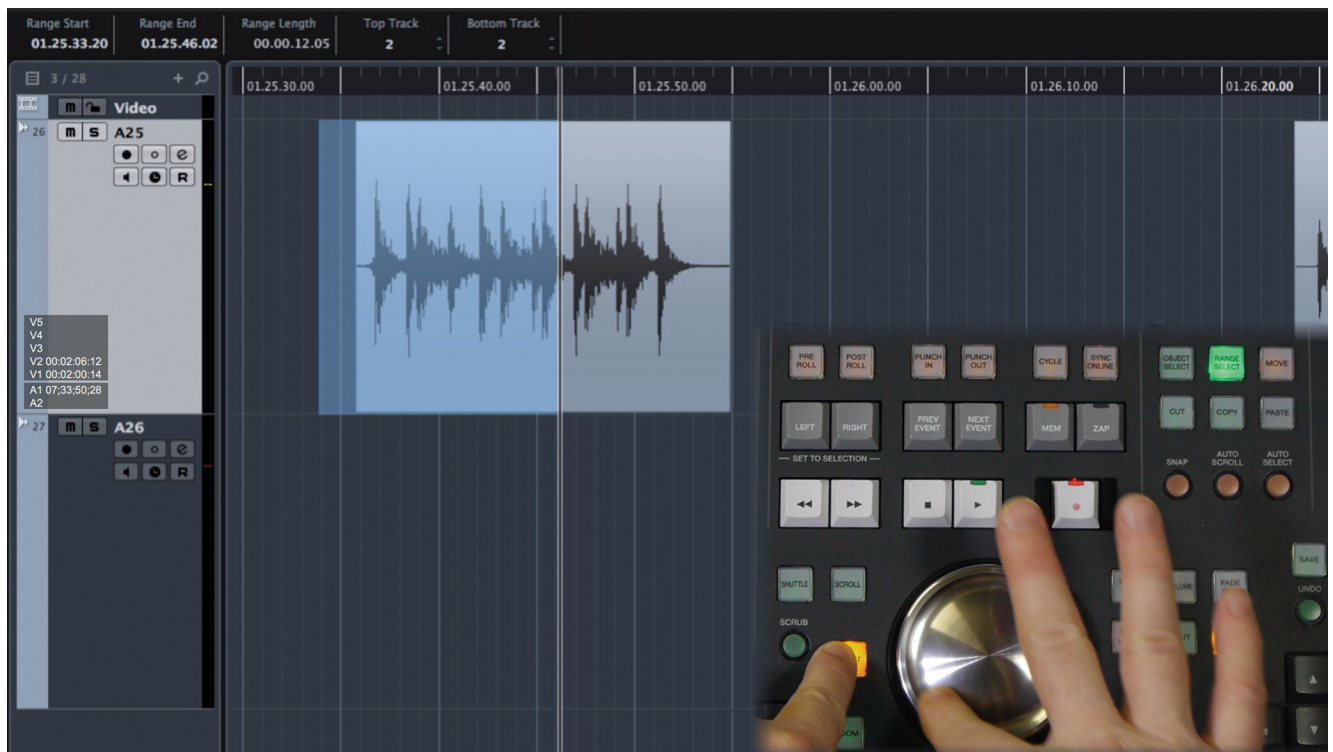 Range Start Range End Range Length Top Track Bottom Track
01.25.33.20 01.25.46.02 00.00.12.05 2 2
3 / 28 +
01.25.30.00 01.25.40.00 01.25.50.00 01.26.00.00 01.26.10.00 01.26.20.00
m Video
26 m S A25
e
R
V5
V4
V3
V2 00:02:06:12
V1 00:02:00:14
A1 07;33;50;28
A2
27 m S A26
e
R
PRE ROLL POST ROLL PUNCH IN PUNCH OUT CYCLE SYNC ONLINE OBJECT SELECT RANGE SELECT MOVE
LEFT RIGHT PREV EVENT NEXT EVENT MEM ZAP CUT COPY PASTE
— SET TO SELECTION —
SNAP AUTO SCROLL AUTO SELECT
SHUTTLE SCROLL SAVE
FADE UNDO
SCRUB